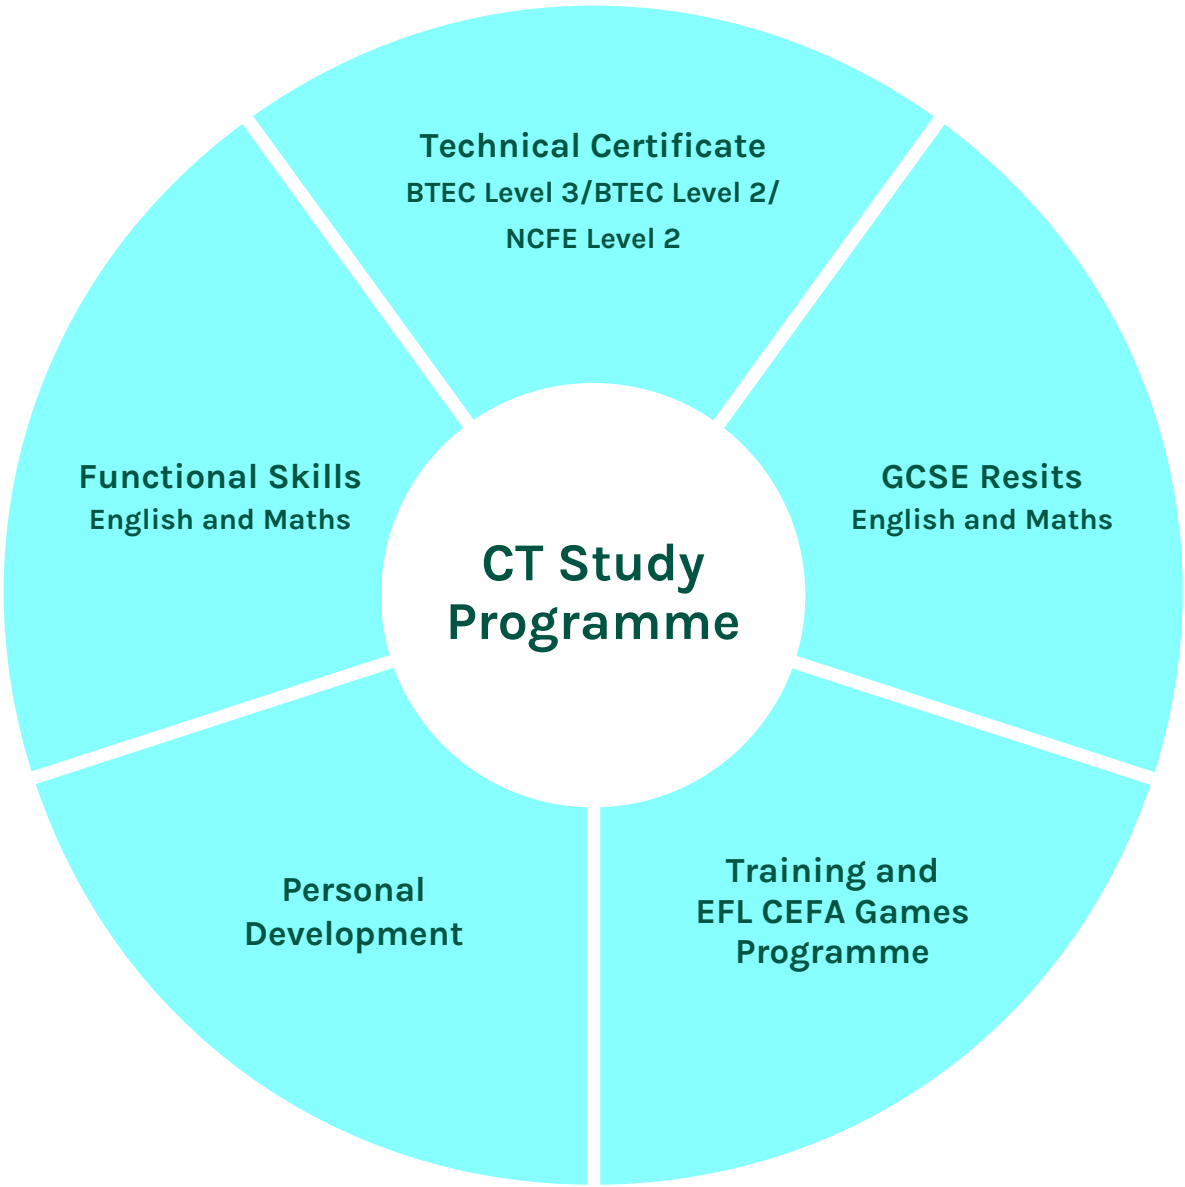 Technical Certificate
BTEC Level 3/BTEC Level 2/
NCFE Level 2
Functional Skills
English and Maths
GCSE Resits
English and Maths
CT Study
Programme
Personal
Development
Training and
EFL CEFA Games
Programme